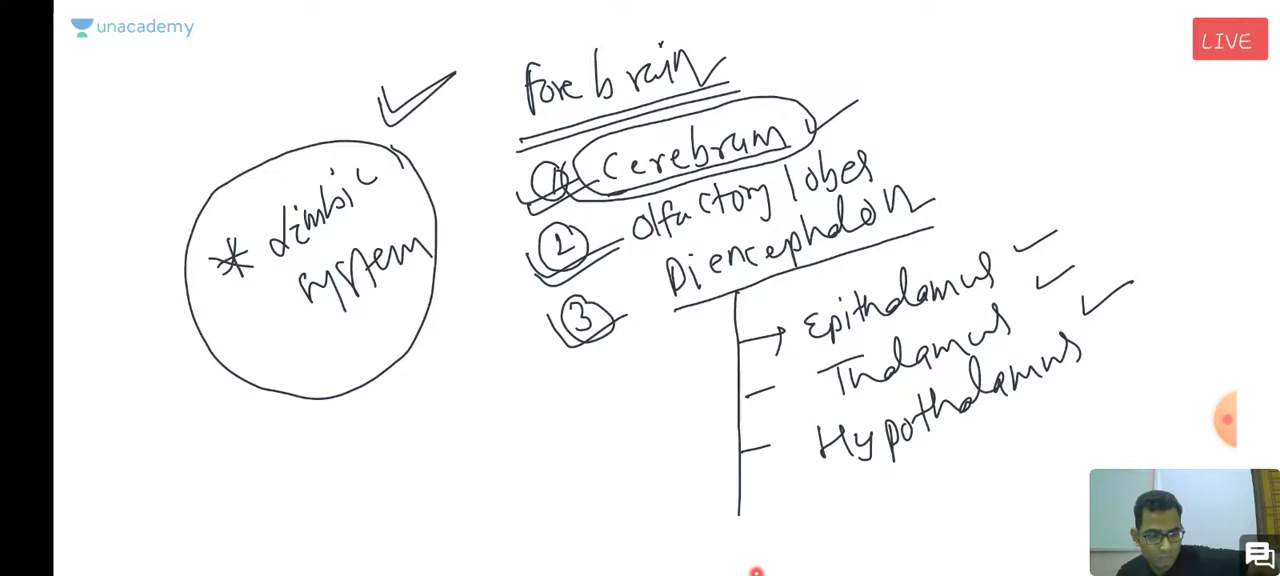 unacademy
LIVE
Forebrain
1 Cerebrum
2 Olfactory lobes
3 Diencephalon
Epithalamus
Thalamus
Hypothalamus
* Limbic
system